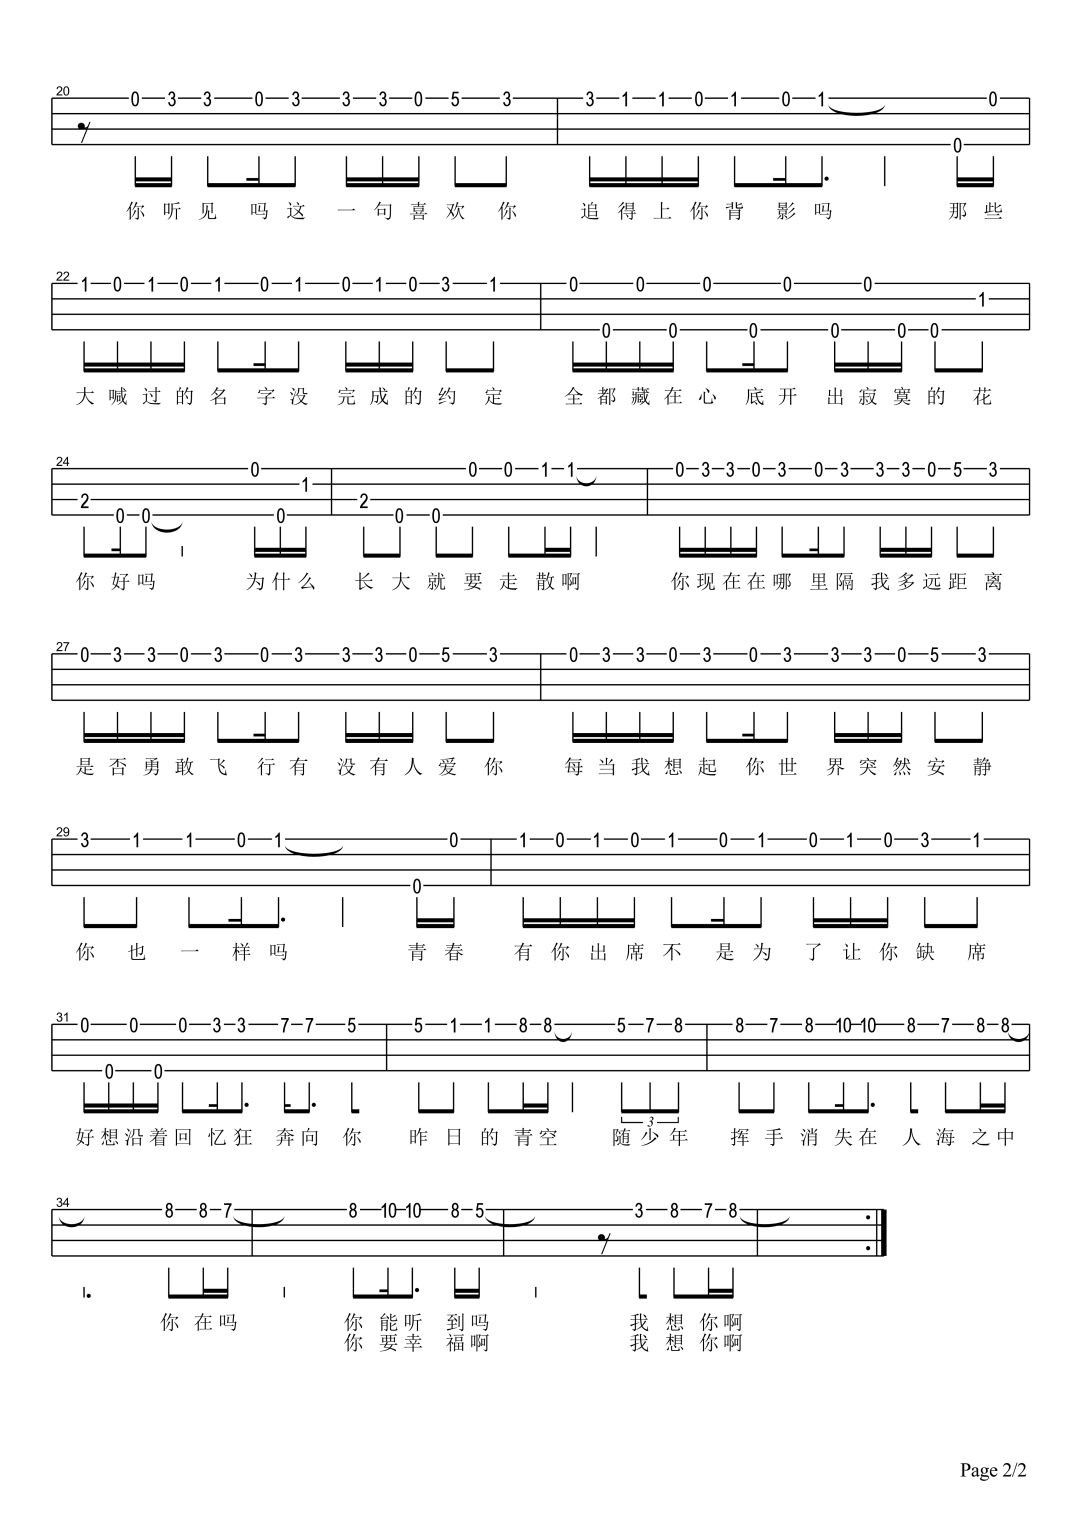 20
0 3 3 0 3 3 3 0 5 3 3 1 1 0 1 0 1 0 0
你听见 吗这 一句喜欢 你 追得上你背 影吗 那些
22
1 0 1 0 1 0 1 0 1 0 3 1 0 0 0 0 0 0 0 0 0 0 0 1
大喊过的名 字没 完成的约 定 全都藏在心 底开 出寂寞的 花
24
2 0 0 0 0 1 2 0 0 0 0 1 1 0 3 3 0 3 0 3 3 3 0 5 3
你好吗 为什么 长大就要走散啊 你现在在哪 里隔 我多远距 离
27
0 3 3 0 3 0 3 3 3 0 5 3 0 3 3 0 3 0 3 3 3 0 5 3
是否勇敢飞 行有 没有人爱 你 每当我想起 你世 界突然安 静
29
3 1 1 0 1 0 0 1 0 1 0 1 0 1 0 1 0 3 1
你也一样吗 青春 有你出席不 是为 了让你缺 席
31
0 0 0 0 0 3 3 7 7 5 5 1 1 8 8 5 7 8 8 7 8 10 10 8 7 8 8
3
好想沿着回 忆狂 奔向 你 昨日的青空 随少年 挥手消失在 人海之中
34
8 8 7 8 10 10 8 5 3 8 7 8
你在吗 你能听 到吗 我想你啊
你要幸 福啊 我想你啊
Page 2/2